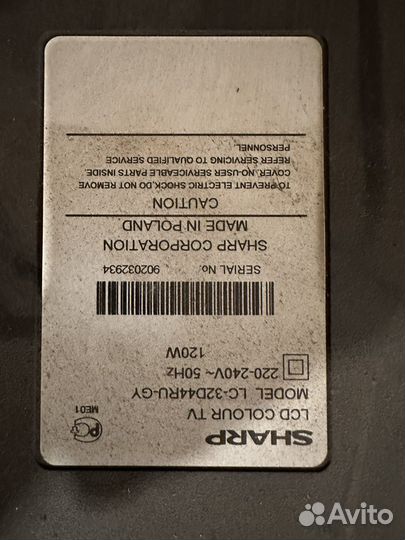 SHARP
LCD COLOUR TV
MODEL LC-32D44RU-GY
220-240V~ 50Hz
120W
PC
ME01
SERIAL No. 902032934
SHARP CORPORATION
MADE IN POLAND
CAUTION
TO PREVENT ELECTRIC SHOCK,DO NOT REMOVE
COVER. NO-USER SERVICEABLE PARTS INSIDE.
REFER SERVICING TO QUALIFIED SERVICE
PERSONNEL
Avito